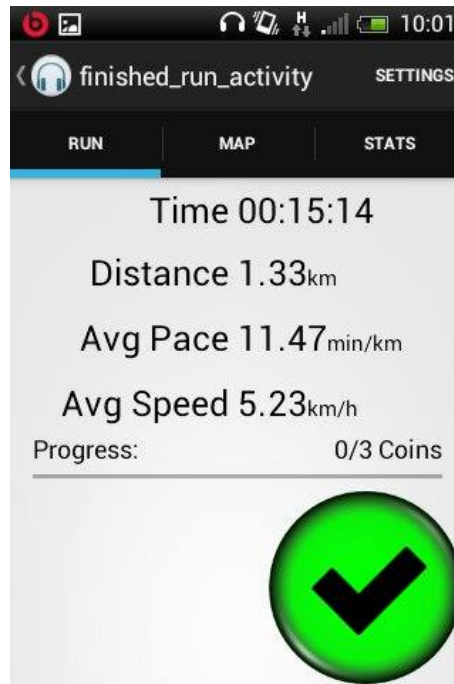 H 10:01
finished_run_activity SETTINGS
RUN MAP STATS
Time 00:15:14
Distance 1.33km
Avg Pace 11.47min/km
Avg Speed 5.23km/h
Progress: 0/3 Coins